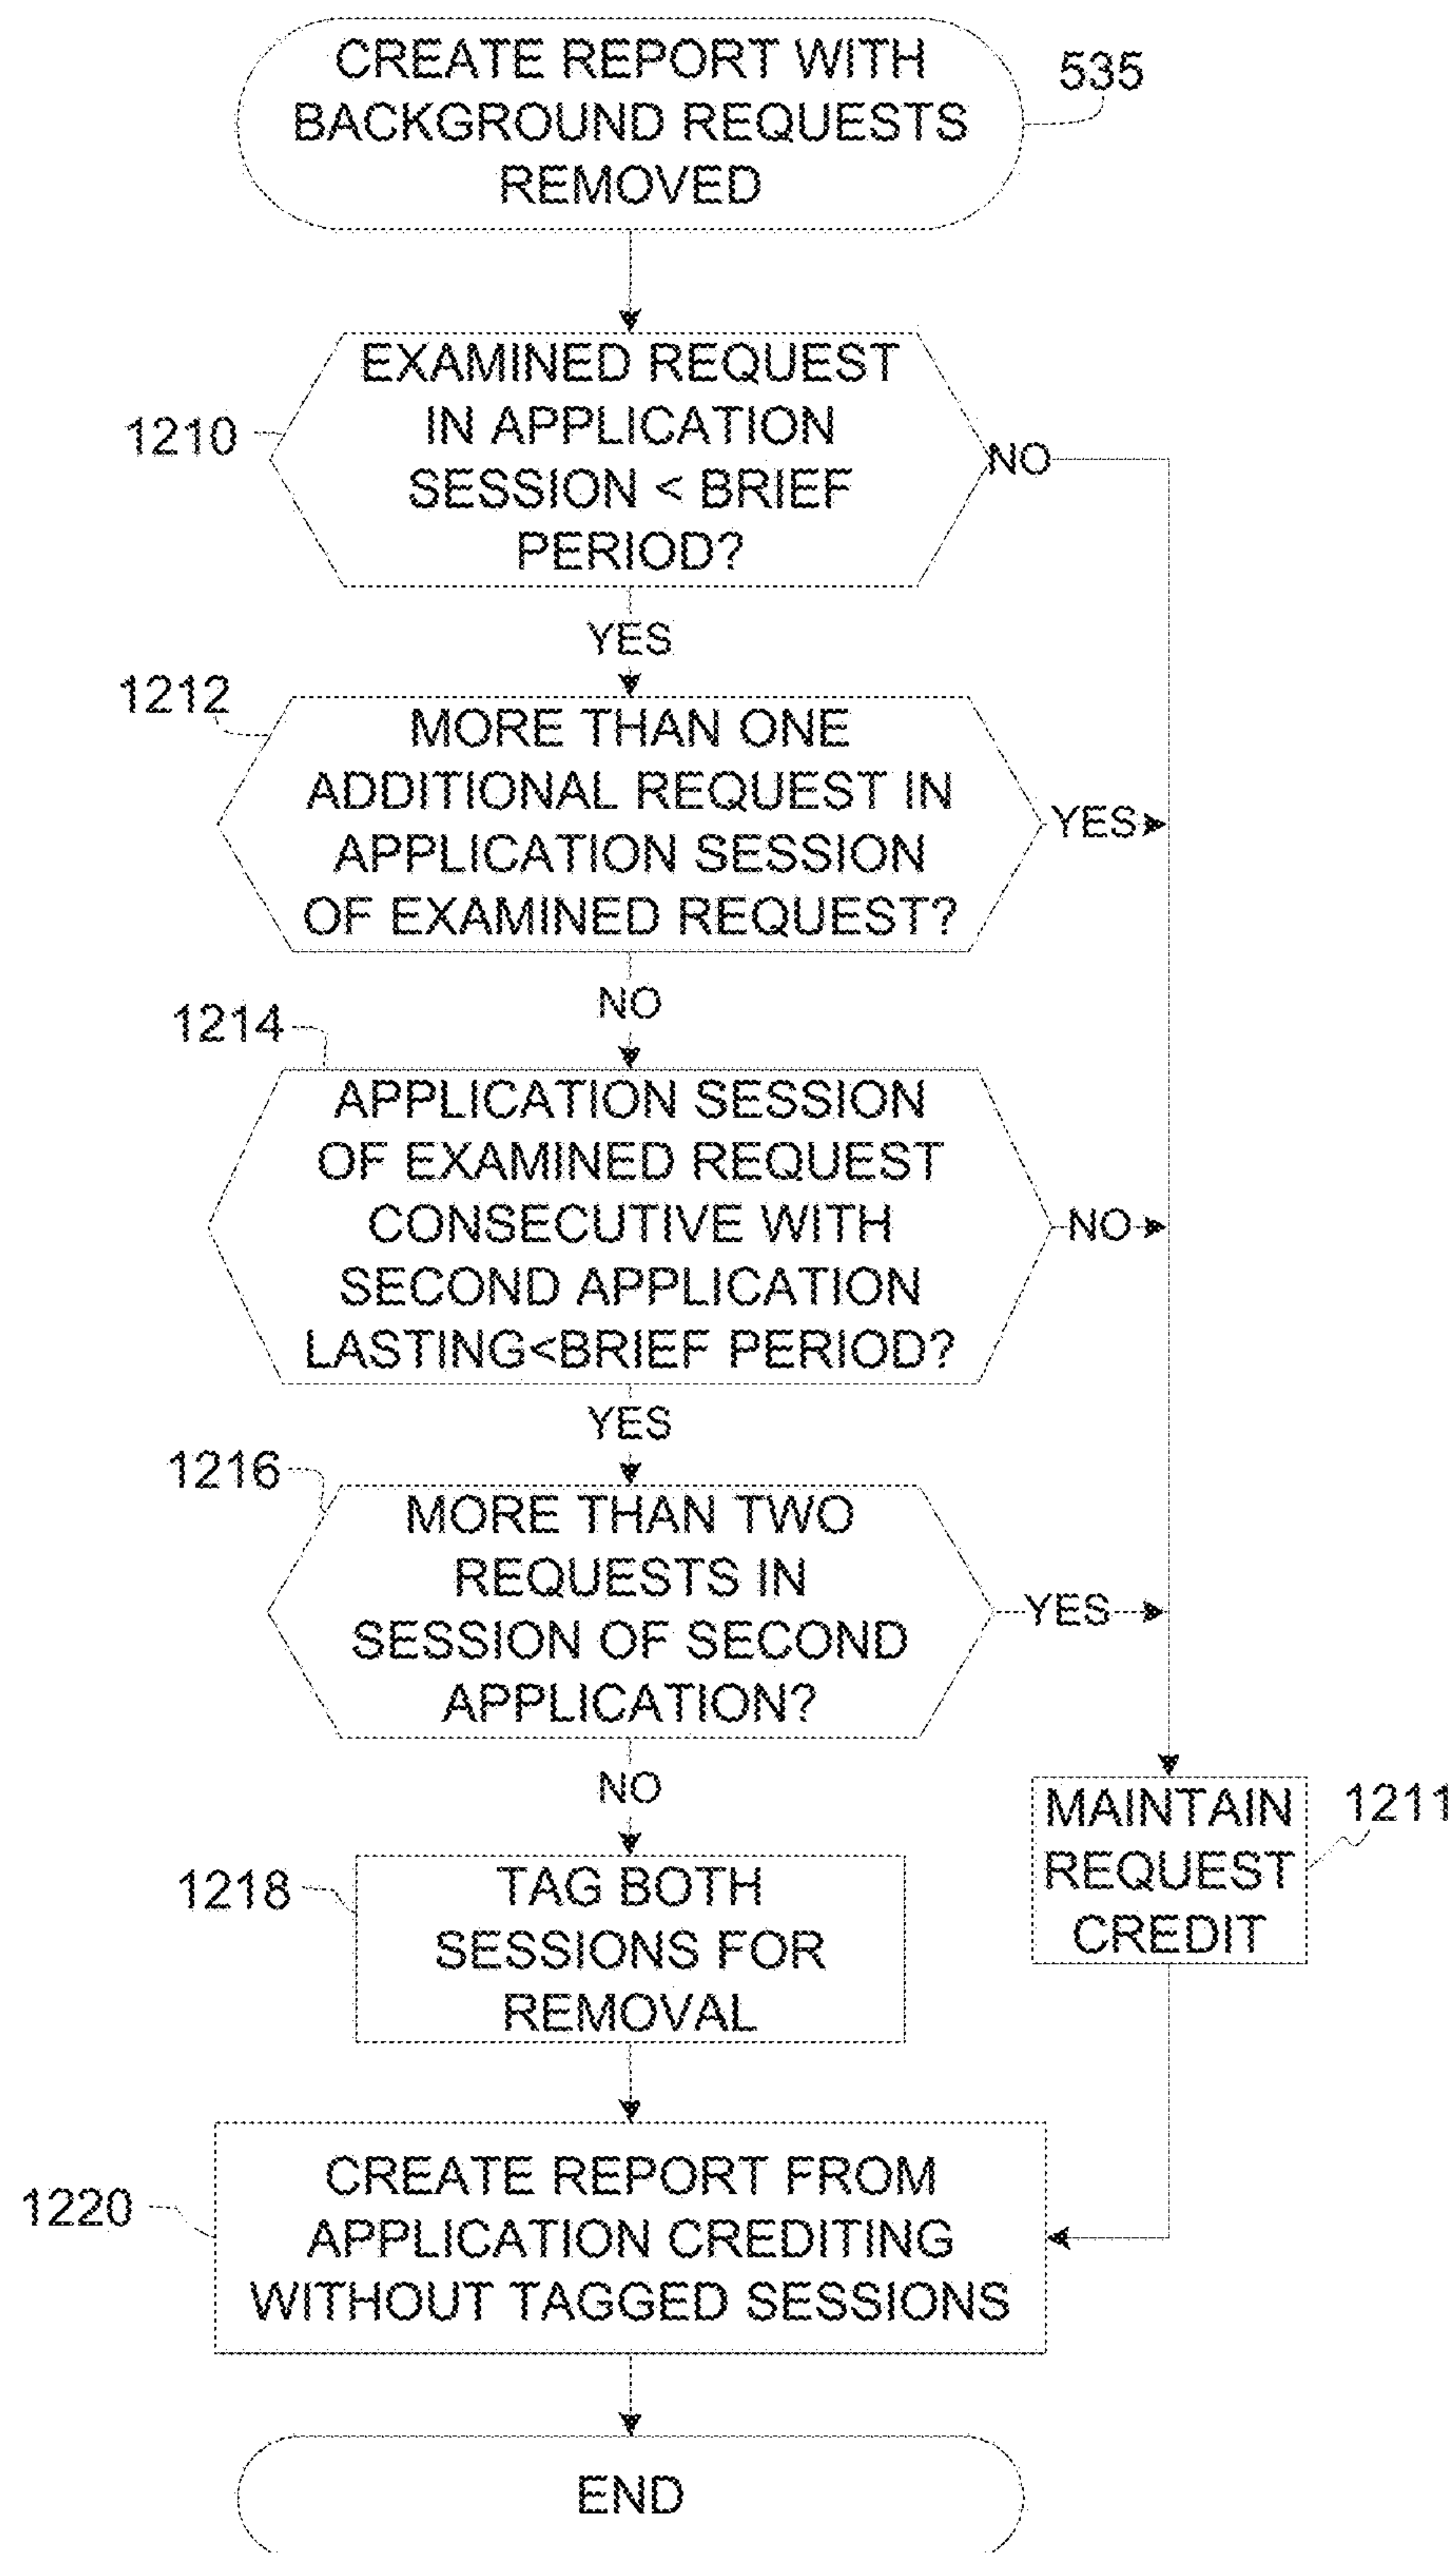 CREATE REPORT WITH
BACKGROUND REQUESTS
REMOVED
535
EXAMINED REQUEST
IN APPLICATION
SESSION < BRIEF
PERIOD?
1210
NO
YES
1212
MORE THAN ONE
ADDITIONAL REQUEST IN
APPLICATION SESSION
OF EXAMINED REQUEST?
YES
NO
1214
APPLICATION SESSION
OF EXAMINED REQUEST
CONSECUTIVE WITH
SECOND APPLICATION
LASTING<BRIEF PERIOD?
NO
YES
1216
MORE THAN TWO
REQUESTS IN
SESSION OF SECOND
APPLICATION?
YES
NO
MAINTAIN
REQUEST
CREDIT
1211
1218
TAG BOTH
SESSIONS FOR
REMOVAL
1220
CREATE REPORT FROM
APPLICATION CREDITING
WITHOUT TAGGED SESSIONS
END